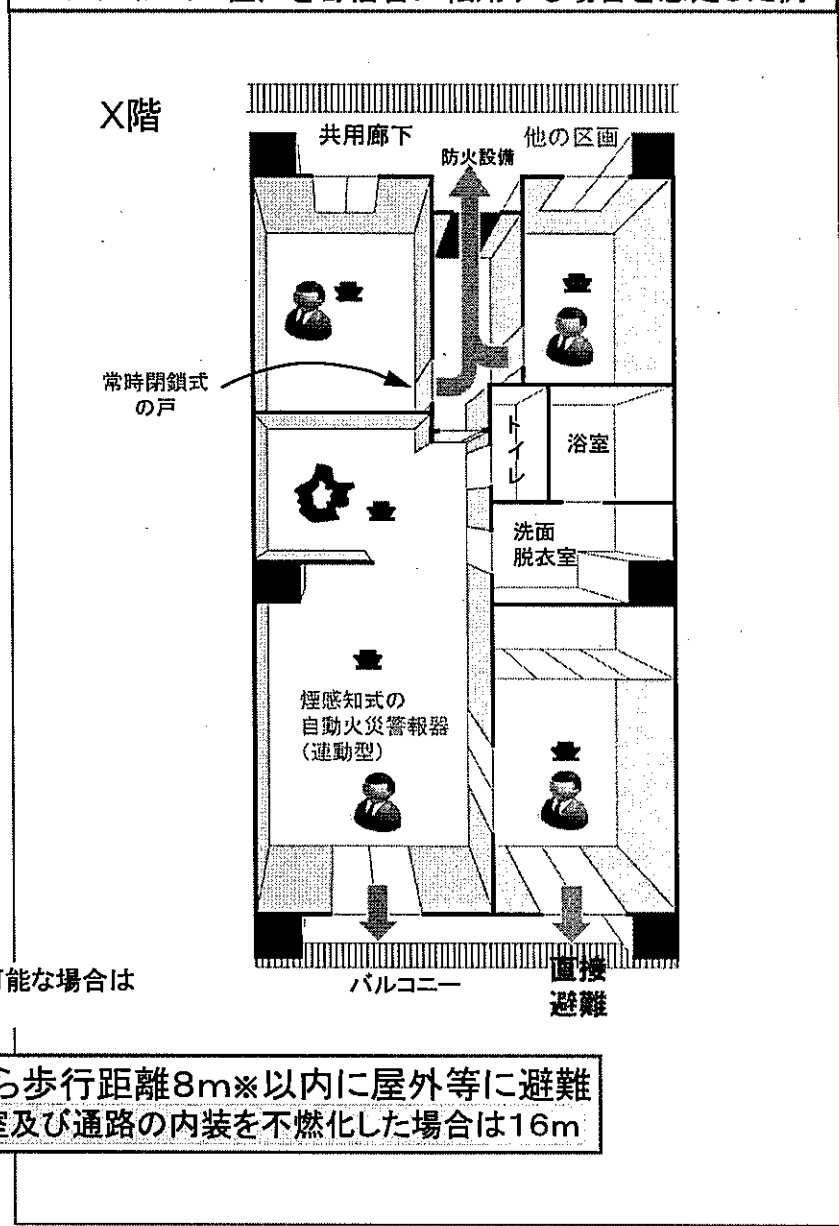 X階
共用廊下
他の区画
防火設備
常時閉鎖式
の戸
トイレ
浴室
洗面
脱衣室
煙感知式の
自動火災警報器
（連動型）
能な場合は
バルコニー
直接
避難
ら歩行距離8m※以内に屋外等に避難
室及び通路の内装を不燃化した場合は16m